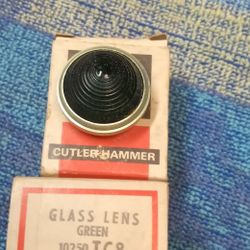 CUTLER-HAMMER
GLASS LENS
GREEN
10250 TC8